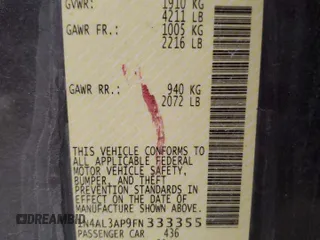 GVWR: 1910 KG
4211 LB
GAWR FR.: 1005 KG
2216 LB
GAWR RR.: 940 KG
2072 LB
THIS VEHICLE CONFORMS TO
ALL APPLICABLE FEDERAL
MOTOR VEHICLE SAFETY,
BUMPER, AND THEFT
PREVENTION STANDARDS
IN EFFECT ON THE DATE OF
MANUFACTURE SHOWN ABOVE.
1N4AL3AP9FN333355
PASSENGER CAR 436
DREAMBID